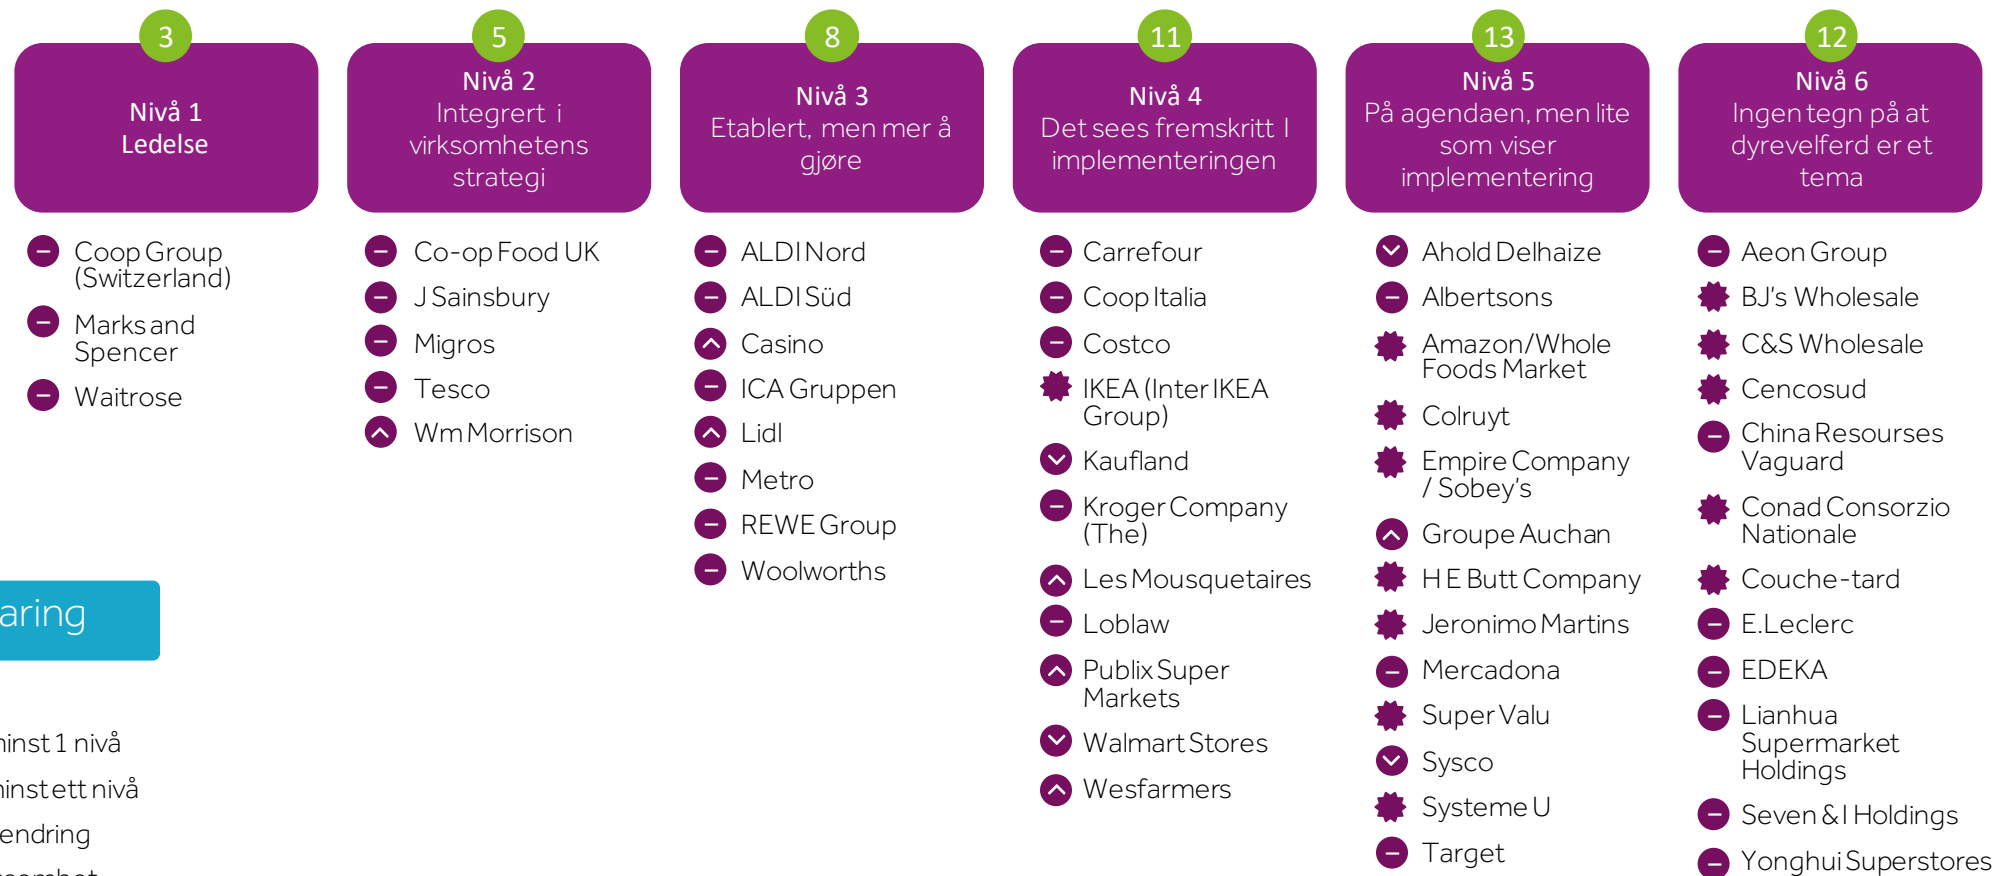 3
Nivå 1
Ledelse
Coop Group
(Switzerland)
Marks and
Spencer
Waitrose
5
Nivå 2
Integrert i
virksomhetens
strategi
Co-op Food UK
J Sainsbury
Migros
Tesco
Wm Morrison
8
Nivå 3
Etablert, men mer å
gjøre
ALDI Nord
ALDI Süd
Casino
ICA Gruppen
Lidl
Metro
REWE Group
Woolworths
11
Nivå 4
Det sees fremskritt I
implementeringen
Carrefour
Coop Italia
Costco
IKEA (Inter IKEA
Group)
Kaufland
Kroger Company
(The)
Les Mousquetaires
Loblaw
Publix Super
Markets
Walmart Stores
Wesfarmers
13
Nivå 5
På agendaen, men lite
som viser
implementering
Ahold Delhaize
Albertsons
Amazon/Whole
Foods Market
Colruyt
Empire Company
/ Sobey's
Groupe Auchan
H E Butt Company
Jeronimo Martins
Mercadona
Super Valu
Sysco
Systeme U
Target
12
Nivå 6
Ingen tegn på at
dyrevelferd er et
tema
Aeon Group
BJ's Wholesale
C&S Wholesale
Cencosud
China Resourses
Vaguard
Conad Consorzio
Nationale
Couche-tard
E.Leclerc
EDEKA
Lianhua
Supermarket
Holdings
Seven & I Holdings
Yonghui Superstores
aring
inst 1 nivå
inst ett nivå
endring